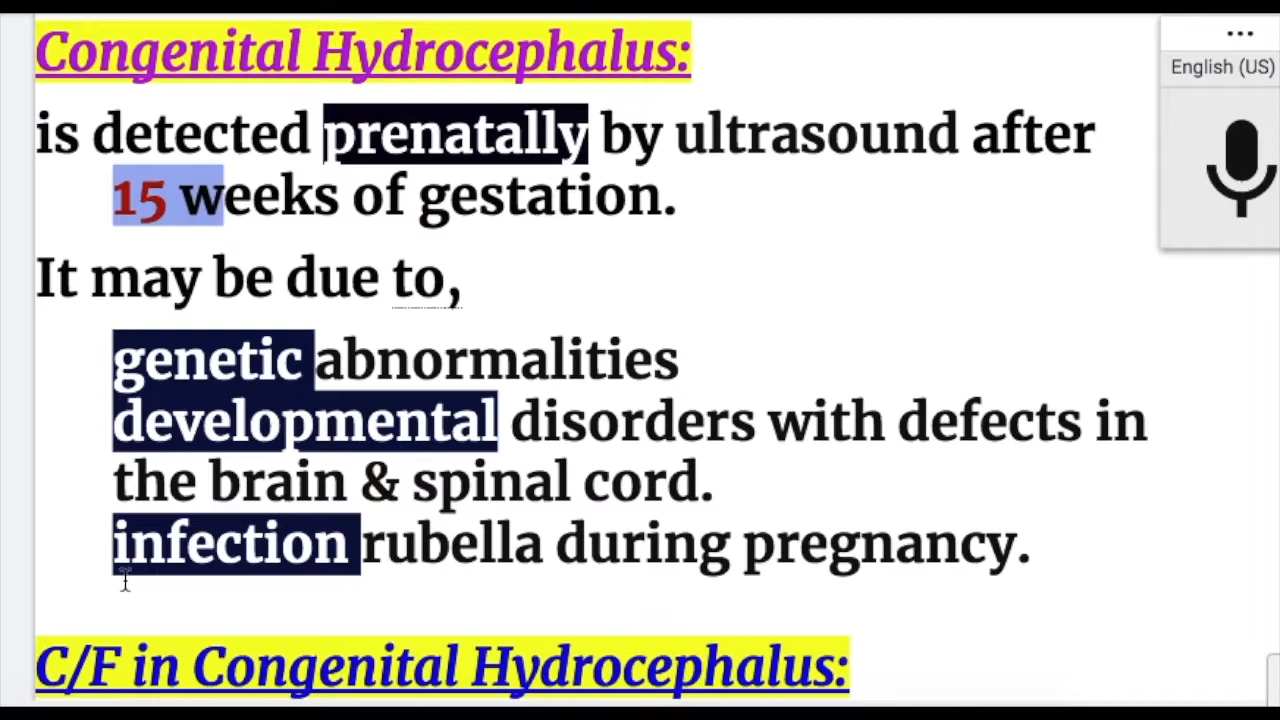 Congenital Hydrocephalus:
is detected prenatally by ultrasound after
15 weeks of gestation.
It may be due to,
genetic abnormalities
developmental disorders with defects in
the brain & spinal cord.
infection rubella during pregnancy.
C/F in Congenital Hydrocephalus:
English (US)